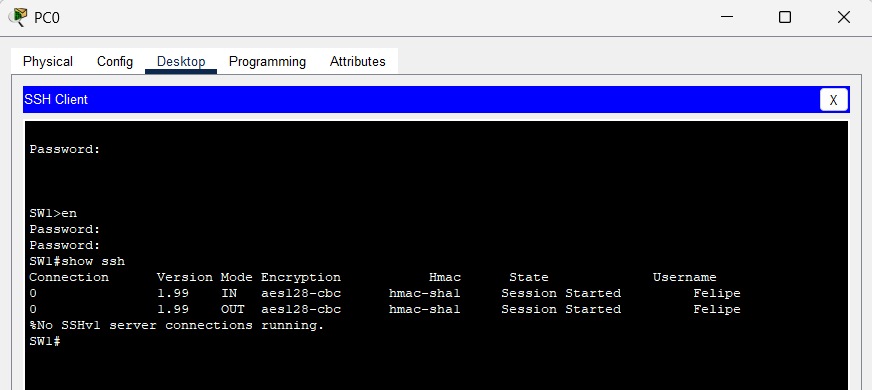 PC0
Physical Config Desktop Programming Attributes
SSH Client X
Password:
SW1>en
Password:
Password:
SW1#show ssh
Connection Version Mode Encryption Hmac State Username
0 1.99 IN aes128-cbc hmac-sha1 Session Started Felipe
0 1.99 OUT aes128-cbc hmac-sha1 Session Started Felipe
%No SSHv1 server connections running.
SW1#